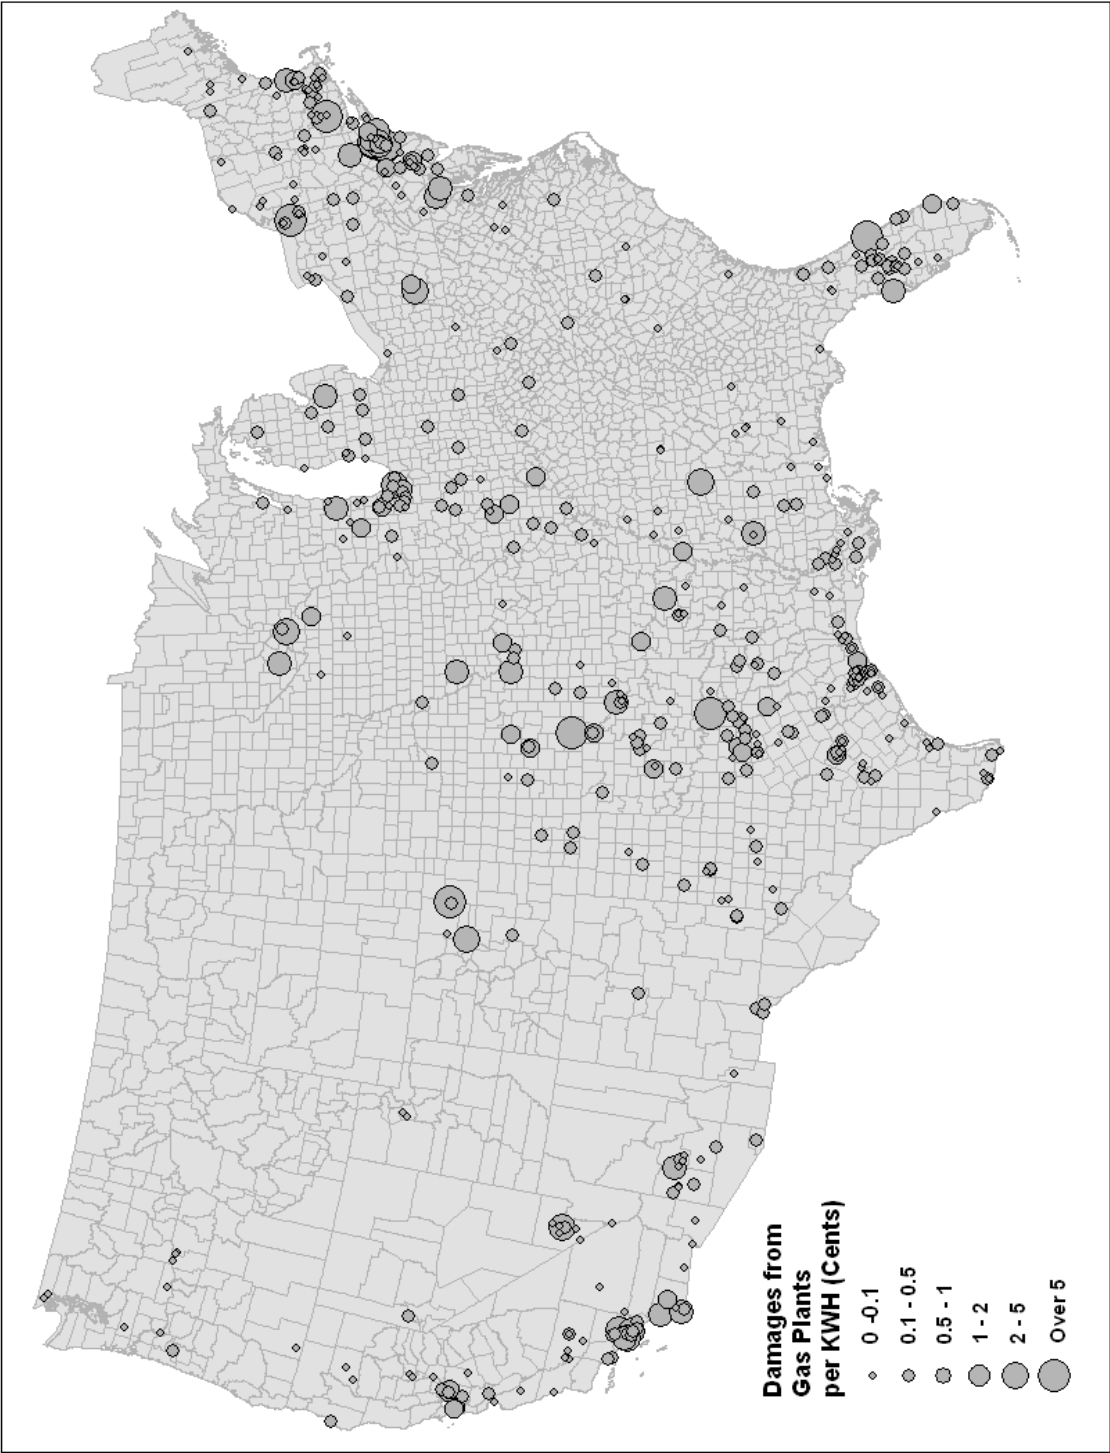 Damages from
Gas Plants
per KWH (Cents)
0 -0.1
0.1 - 0.5
0.5 - 1
1 - 2
2 - 5
Over 5